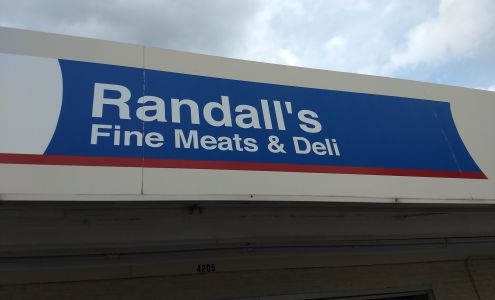 Randall's
Fine Meats & Deli
4205